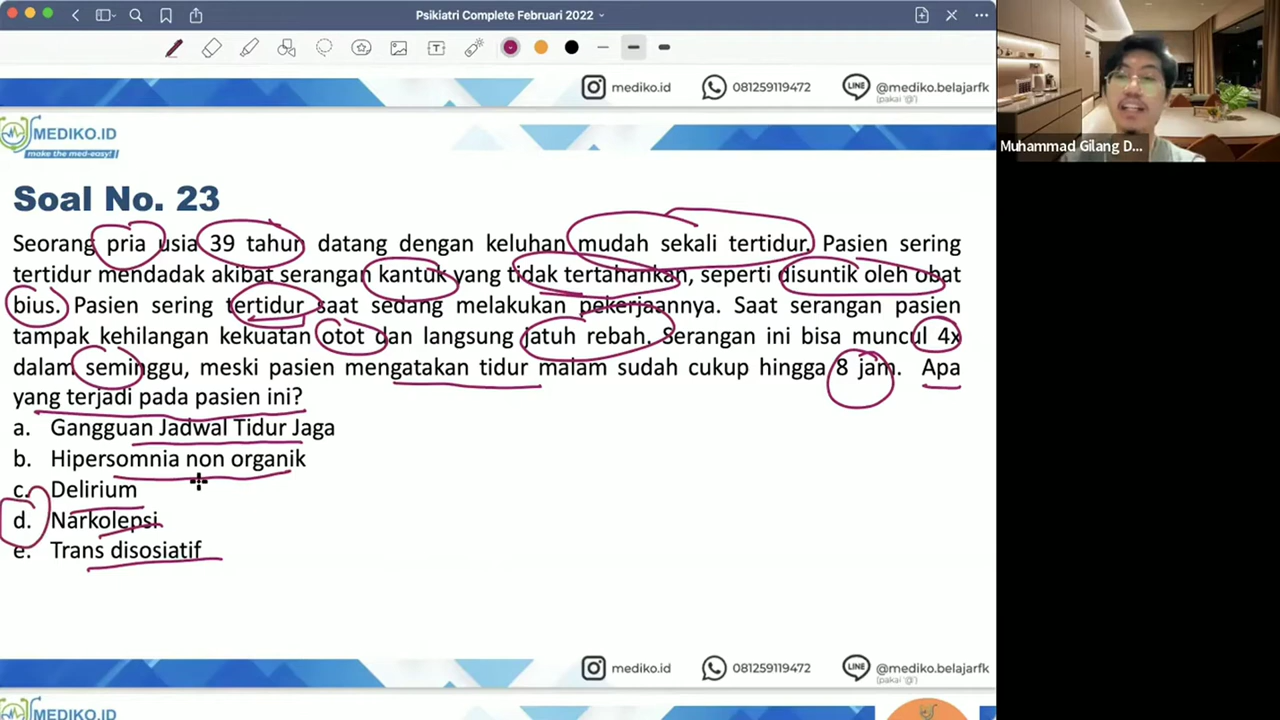 Psikiatri Complete Februari 2022
mediko.id
081259119472
@mediko.belajarfk
(pakai '@')
MEDIKO.ID
make the med-easy!
Muhammad Gilang D...
Soal No. 23
Seorang pria usia 39 tahun datang dengan keluhan mudah sekali tertidur. Pasien sering
tertidur mendadak akibat serangan kantuk yang tidak tertahankan, seperti disuntik oleh obat
bius. Pasien sering tertidur saat sedang melakukan pekerjaannya. Saat serangan pasien
tampak kehilangan kekuatan otot dan langsung jatuh rebah. Serangan ini bisa muncul 4x
dalam seminggu, meski pasien mengatakan tidur malam sudah cukup hingga 8 jam. Apa
yang terjadi pada pasien ini?
a. Gangguan Jadwal Tidur Jaga
b. Hipersomnia non organik
c. Delirium
d. Narkolepsi
e. Trans disosiatif
mediko.id
081259119472
@mediko.belajarfk
(pakai '@')
MEDIKO.ID